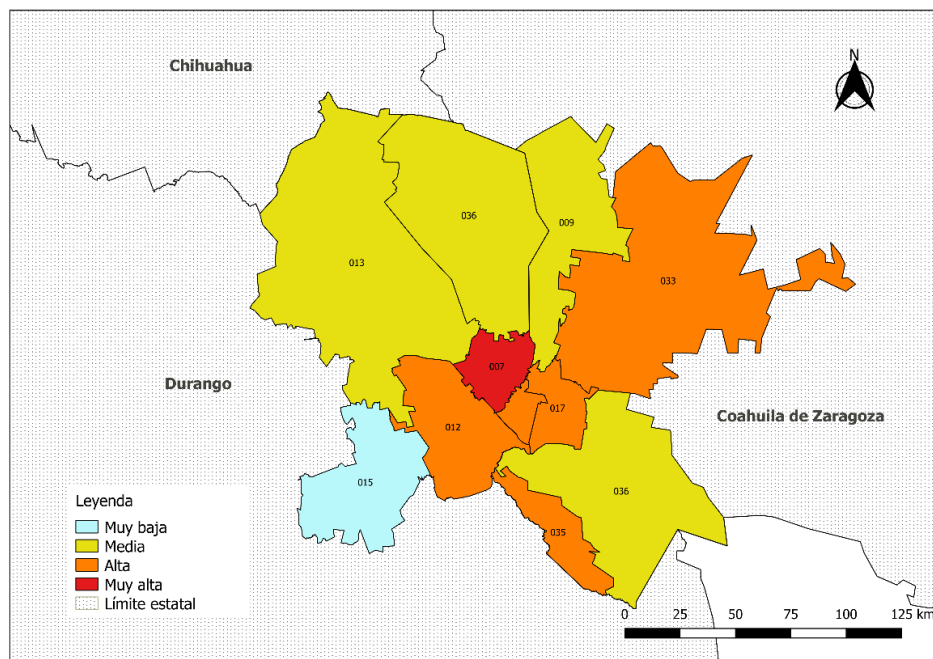 Chihuahua
N
036
009
013
033
007
Durango
017
Coahuila de Zaragoza
012
015
036
035
Leyenda
Muy baja
Media
Alta
Muy alta
Límite estatal
0 25 50 75 100 125 km